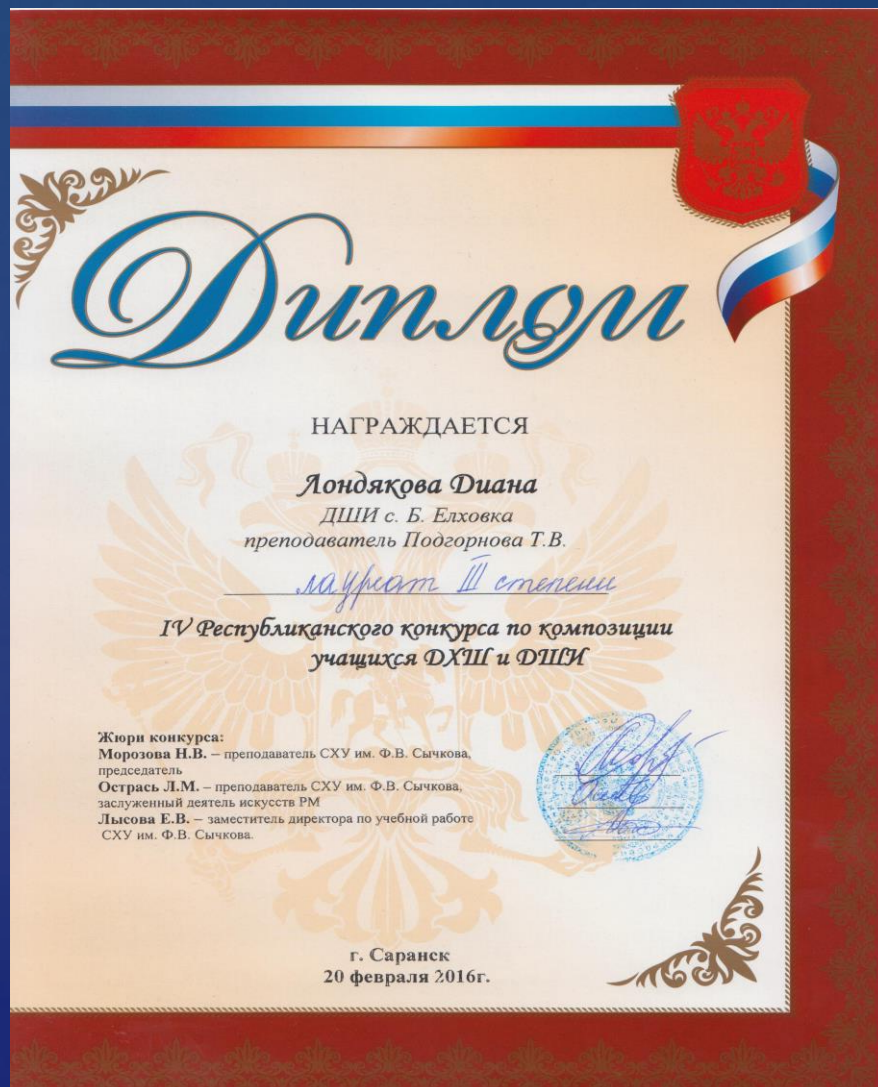 Диплом
НАГРАЖДАЕТСЯ
Лондякова Диана
ДШИ с. Б. Елховка
преподаватель Подгорнова Т.В.
лауреат III степени
IV Республиканского конкурса по композиции
учащихся ДХШ и ДШИ
Жюри конкурса:
Морозова Н.В. – преподаватель СХУ им. Ф.В. Сычкова,
председатель
Острась Л.М. – преподаватель СХУ им. Ф.В. Сычкова,
заслуженный деятель искусств РМ
Лысова Е.В. – заместитель директора по учебной работе
СХУ им. Ф.В. Сычкова.
г. Саранск
20 февраля 2016г.